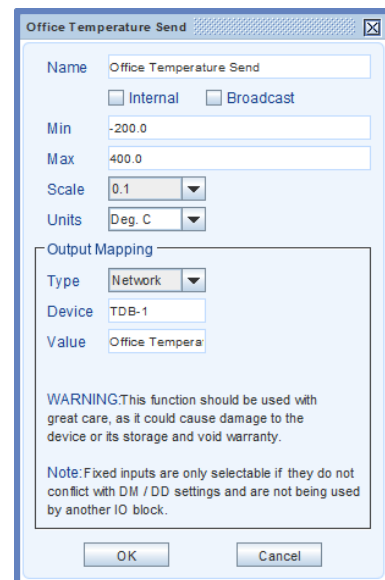 Office Temperature Send
Name Office Temperature Send
Internal Broadcast
Min -200.0
Max 400.0
Scale 0.1
Units Deg. C
Output Mapping
Type Network
Device TDB-1
Value Office Tempera
WARNING:This function should be used with
great care, as it could cause damage to the
device or its storage and void warranty.
Note:Fixed inputs are only selectable if they do not
conflict with DM / DD settings and are not being used
by another IO block.
OK Cancel